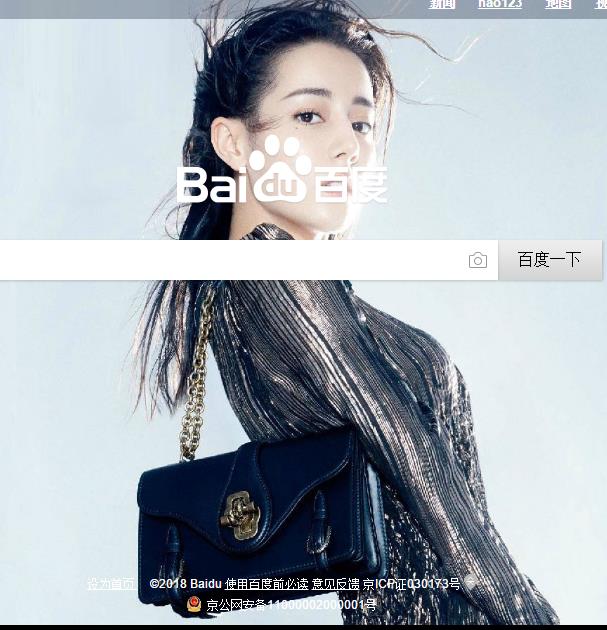 新闻 hao123 地图
Bai du 百度
百度一下
设为首页 ©2018 Baidu 使用百度前必读 意见反馈 京ICP证030173号
京公网安备11000002000001号